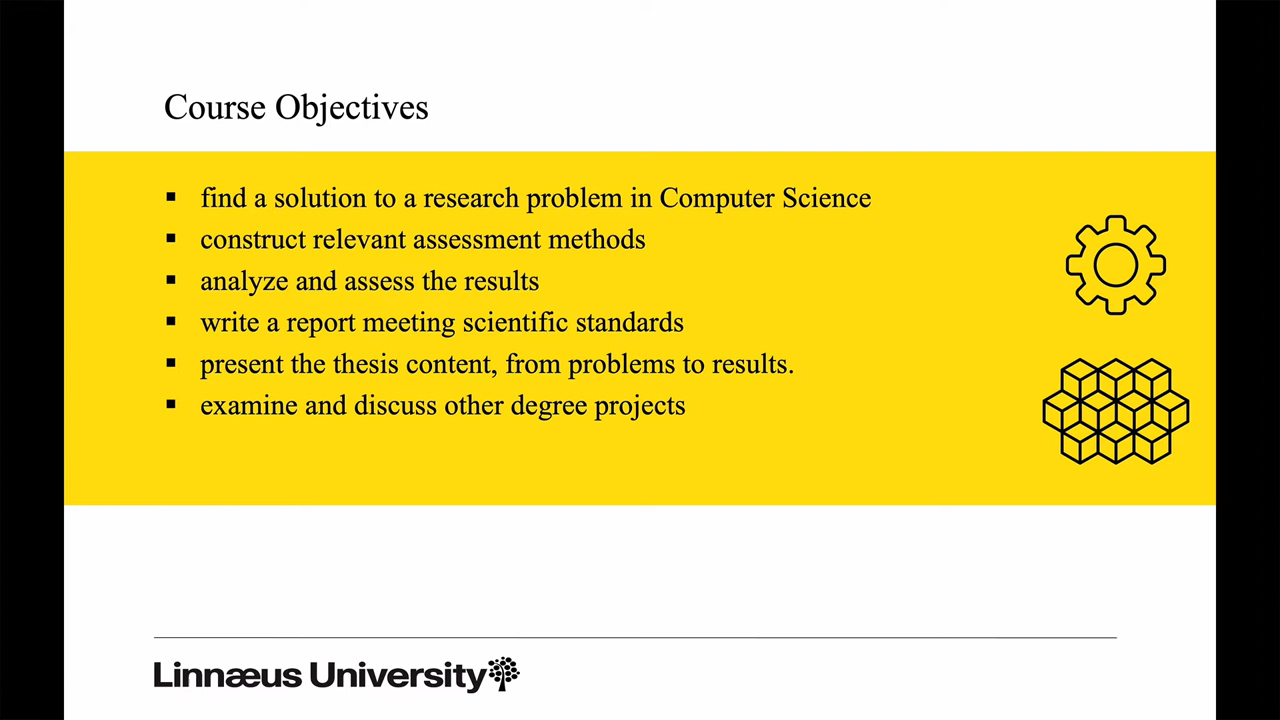 Course Objectives
▪ find a solution to a research problem in Computer Science
▪ construct relevant assessment methods
▪ analyze and assess the results
▪ write a report meeting scientific standards
▪ present the thesis content, from problems to results.
▪ examine and discuss other degree projects
Linnæus University